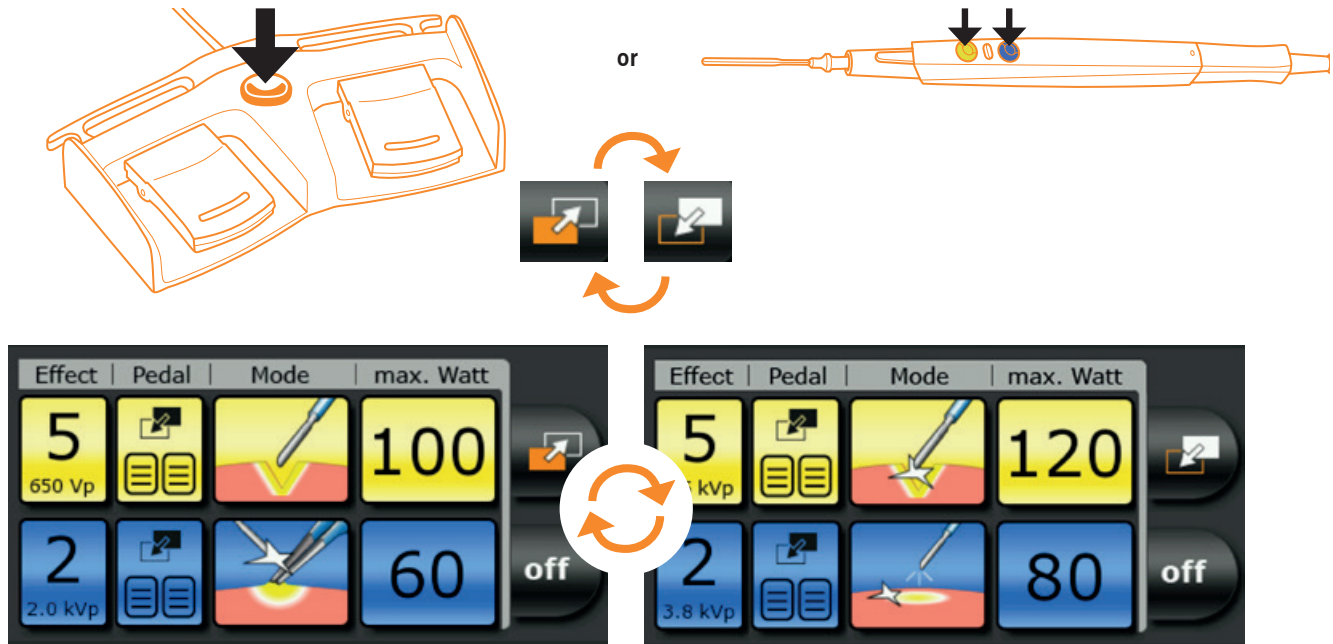 or
Effect | Pedal | Mode | max. Watt
5
650 Vp
100
2
2.0 kVp
60
off
Effect | Pedal | Mode | max. Watt
5
kVp
120
2
3.8 kVp
80
off